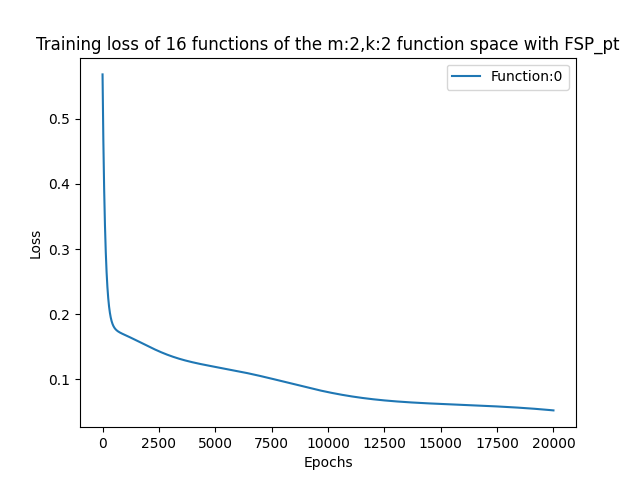 Training loss of 16 functions of the m:2,k:2 function space with FSP_pt
Function:0
Loss
0.5
0.4
0.3
0.2
0.1
0 2500 5000 7500 10000 12500 15000 17500 20000
Epochs